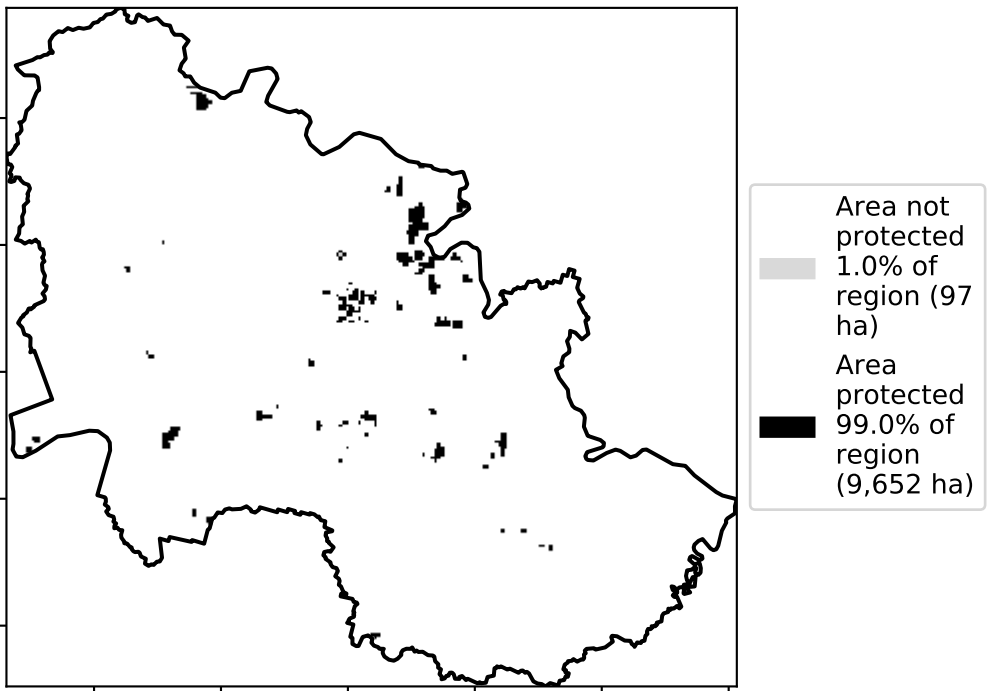 Area not
protected
1.0% of
region (97
ha)
Area
protected
99.0% of
region
(9,652 ha)